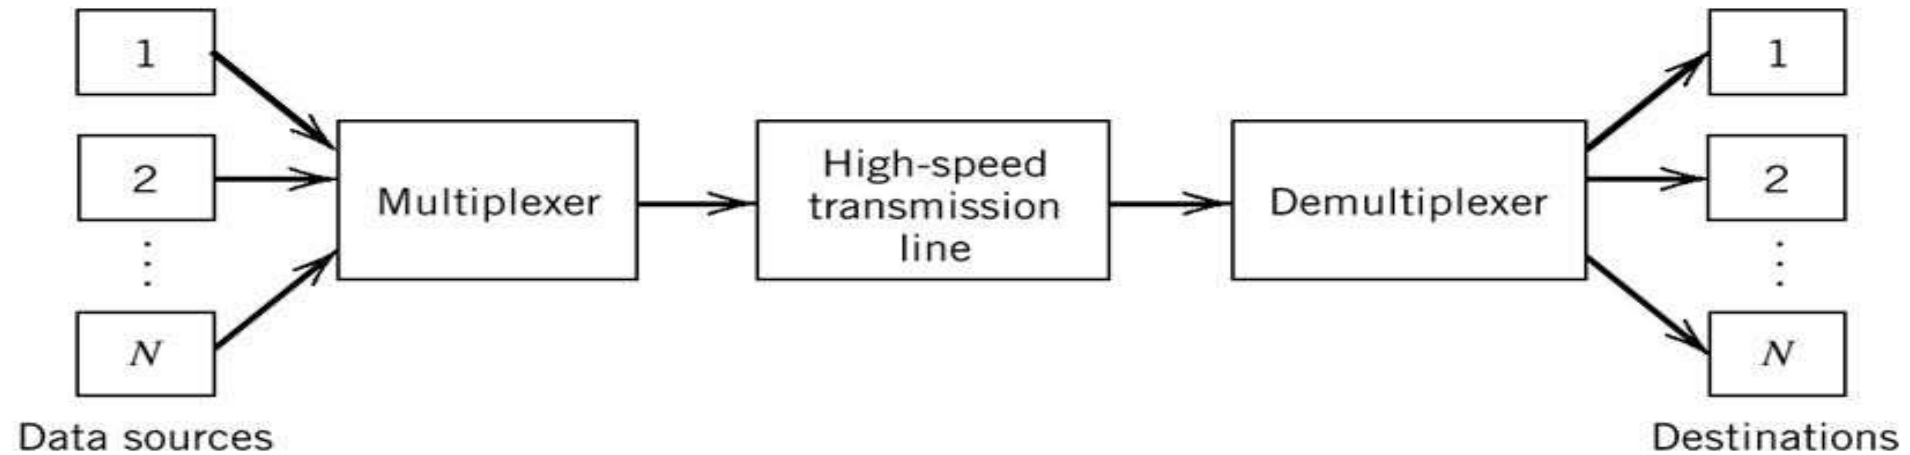 1
2
N
Data sources
Multiplexer
High-speed
transmission
line
Demultiplexer
1
2
N
Destinations